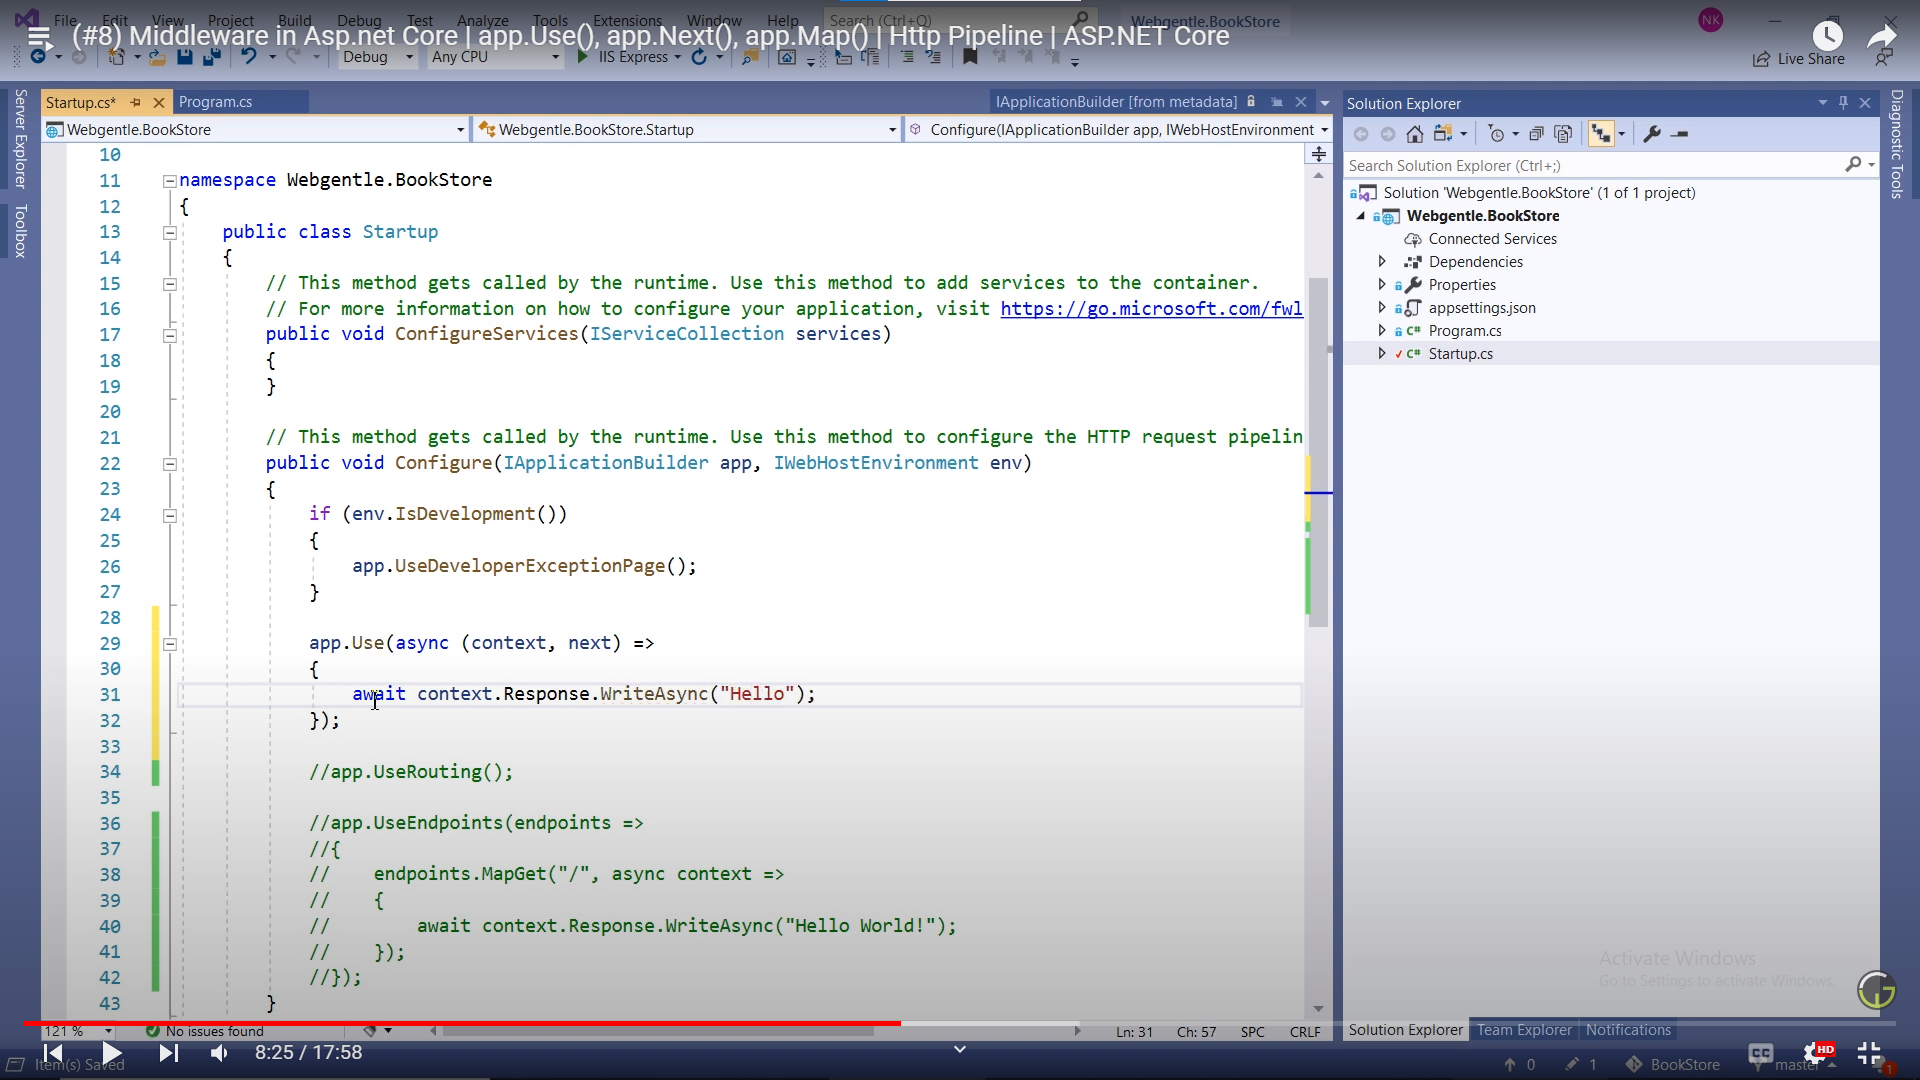 File Edit View Project Build Debug Test Analyze Tools Extensions Window Help Search (Ctrl+Q) Webgentle.BookStore NK
(#8) Middleware in Asp.net Core | app.Use(), app.Next(), app.Map() | Http Pipeline | ASP.NET Core
Debug Any CPU IIS Express Live Share
Server Explorer
Toolbox
Startup.cs* Program.cs IApplicationBuilder [from metadata]
Webgentle.BookStore Webgentle.BookStore.Startup Configure(IApplicationBuilder app, IWebHostEnvironment
10
11 namespace Webgentle.BookStore
12 {
13 public class Startup
14 {
15 // This method gets called by the runtime. Use this method to add services to the container.
16 // For more information on how to configure your application, visit https://go.microsoft.com/fwl
17 public void ConfigureServices(IServiceCollection services)
18 {
19 }
20
21 // This method gets called by the runtime. Use this method to configure the HTTP request pipelin
22 public void Configure(IApplicationBuilder app, IWebHostEnvironment env)
23 {
24 if (env.IsDevelopment())
25 {
26 app.UseDeveloperExceptionPage();
27 }
28
29 app.Use(async (context, next) =>
30 {
31 await context.Response.WriteAsync("Hello");
32 });
33
34 //app.UseRouting();
35
36 //app.UseEndpoints(endpoints =>
37 //{
38 // endpoints.MapGet("/", async context =>
39 // {
40 // await context.Response.WriteAsync("Hello World!");
41 // });
42 //});
43 }
121 % No issues found Ln: 31 Ch: 57 SPC CRLF
Solution Explorer
Search Solution Explorer (Ctrl+;)
Solution 'Webgentle.BookStore' (1 of 1 project)
Webgentle.BookStore
Connected Services
Dependencies
Properties
appsettings.json
C# Program.cs
C# Startup.cs
Diagnostic Tools
Activate Windows
Go to Settings to activate Windows.
Solution Explorer Team Explorer Notifications
8:25 / 17:58
CC HD
Item(s) Saved 0 1 BookStore master 1